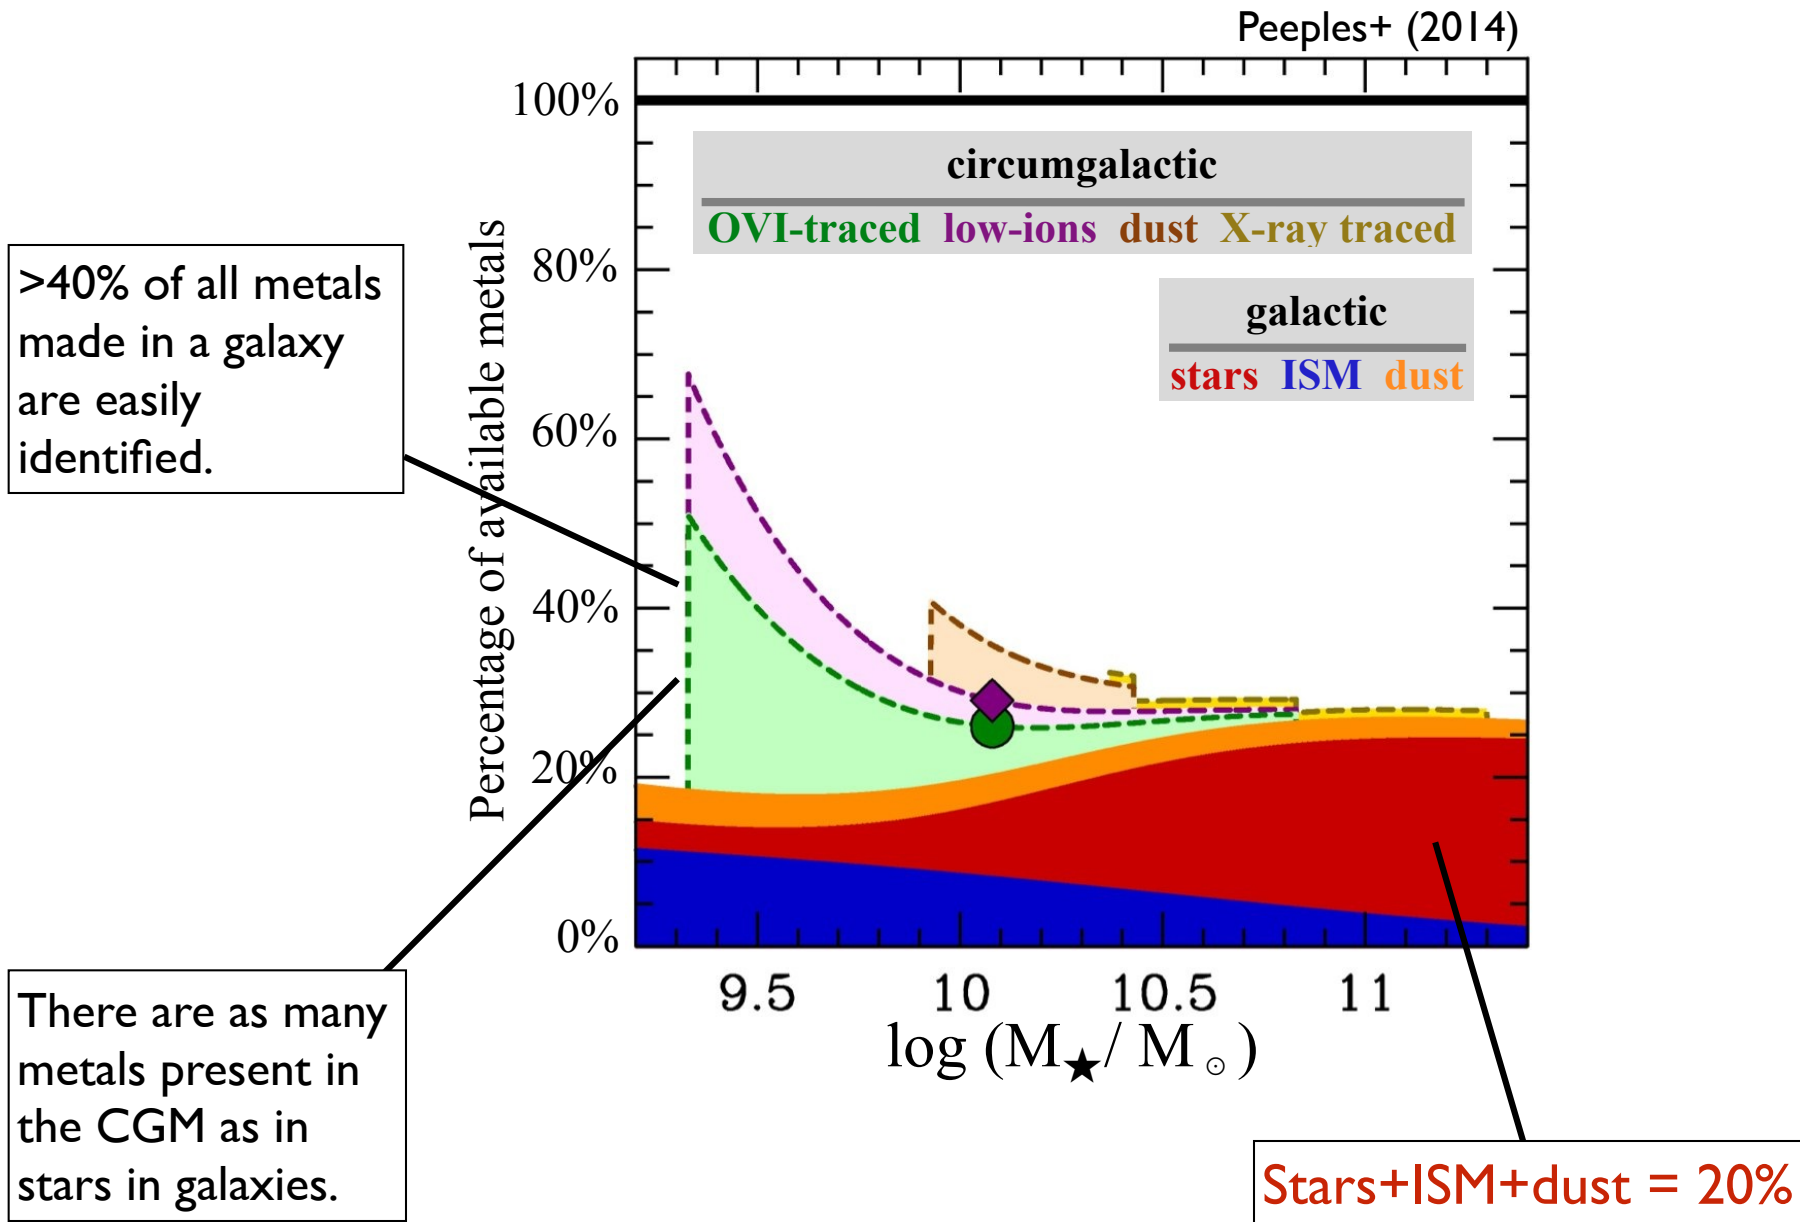 Peeples+ (2014)
100%
80%
60%
40%
20%
0%
Percentage of available metals
circumgalactic
OVI-traced low-ions dust X-ray traced
galactic
stars ISM dust
>40% of all metals
made in a galaxy
are easily
identified.
There are as many
metals present in
the CGM as in
stars in galaxies.
9.5 10 10.5 11
log (M★/ M☉)
Stars+ISM+dust = 20%